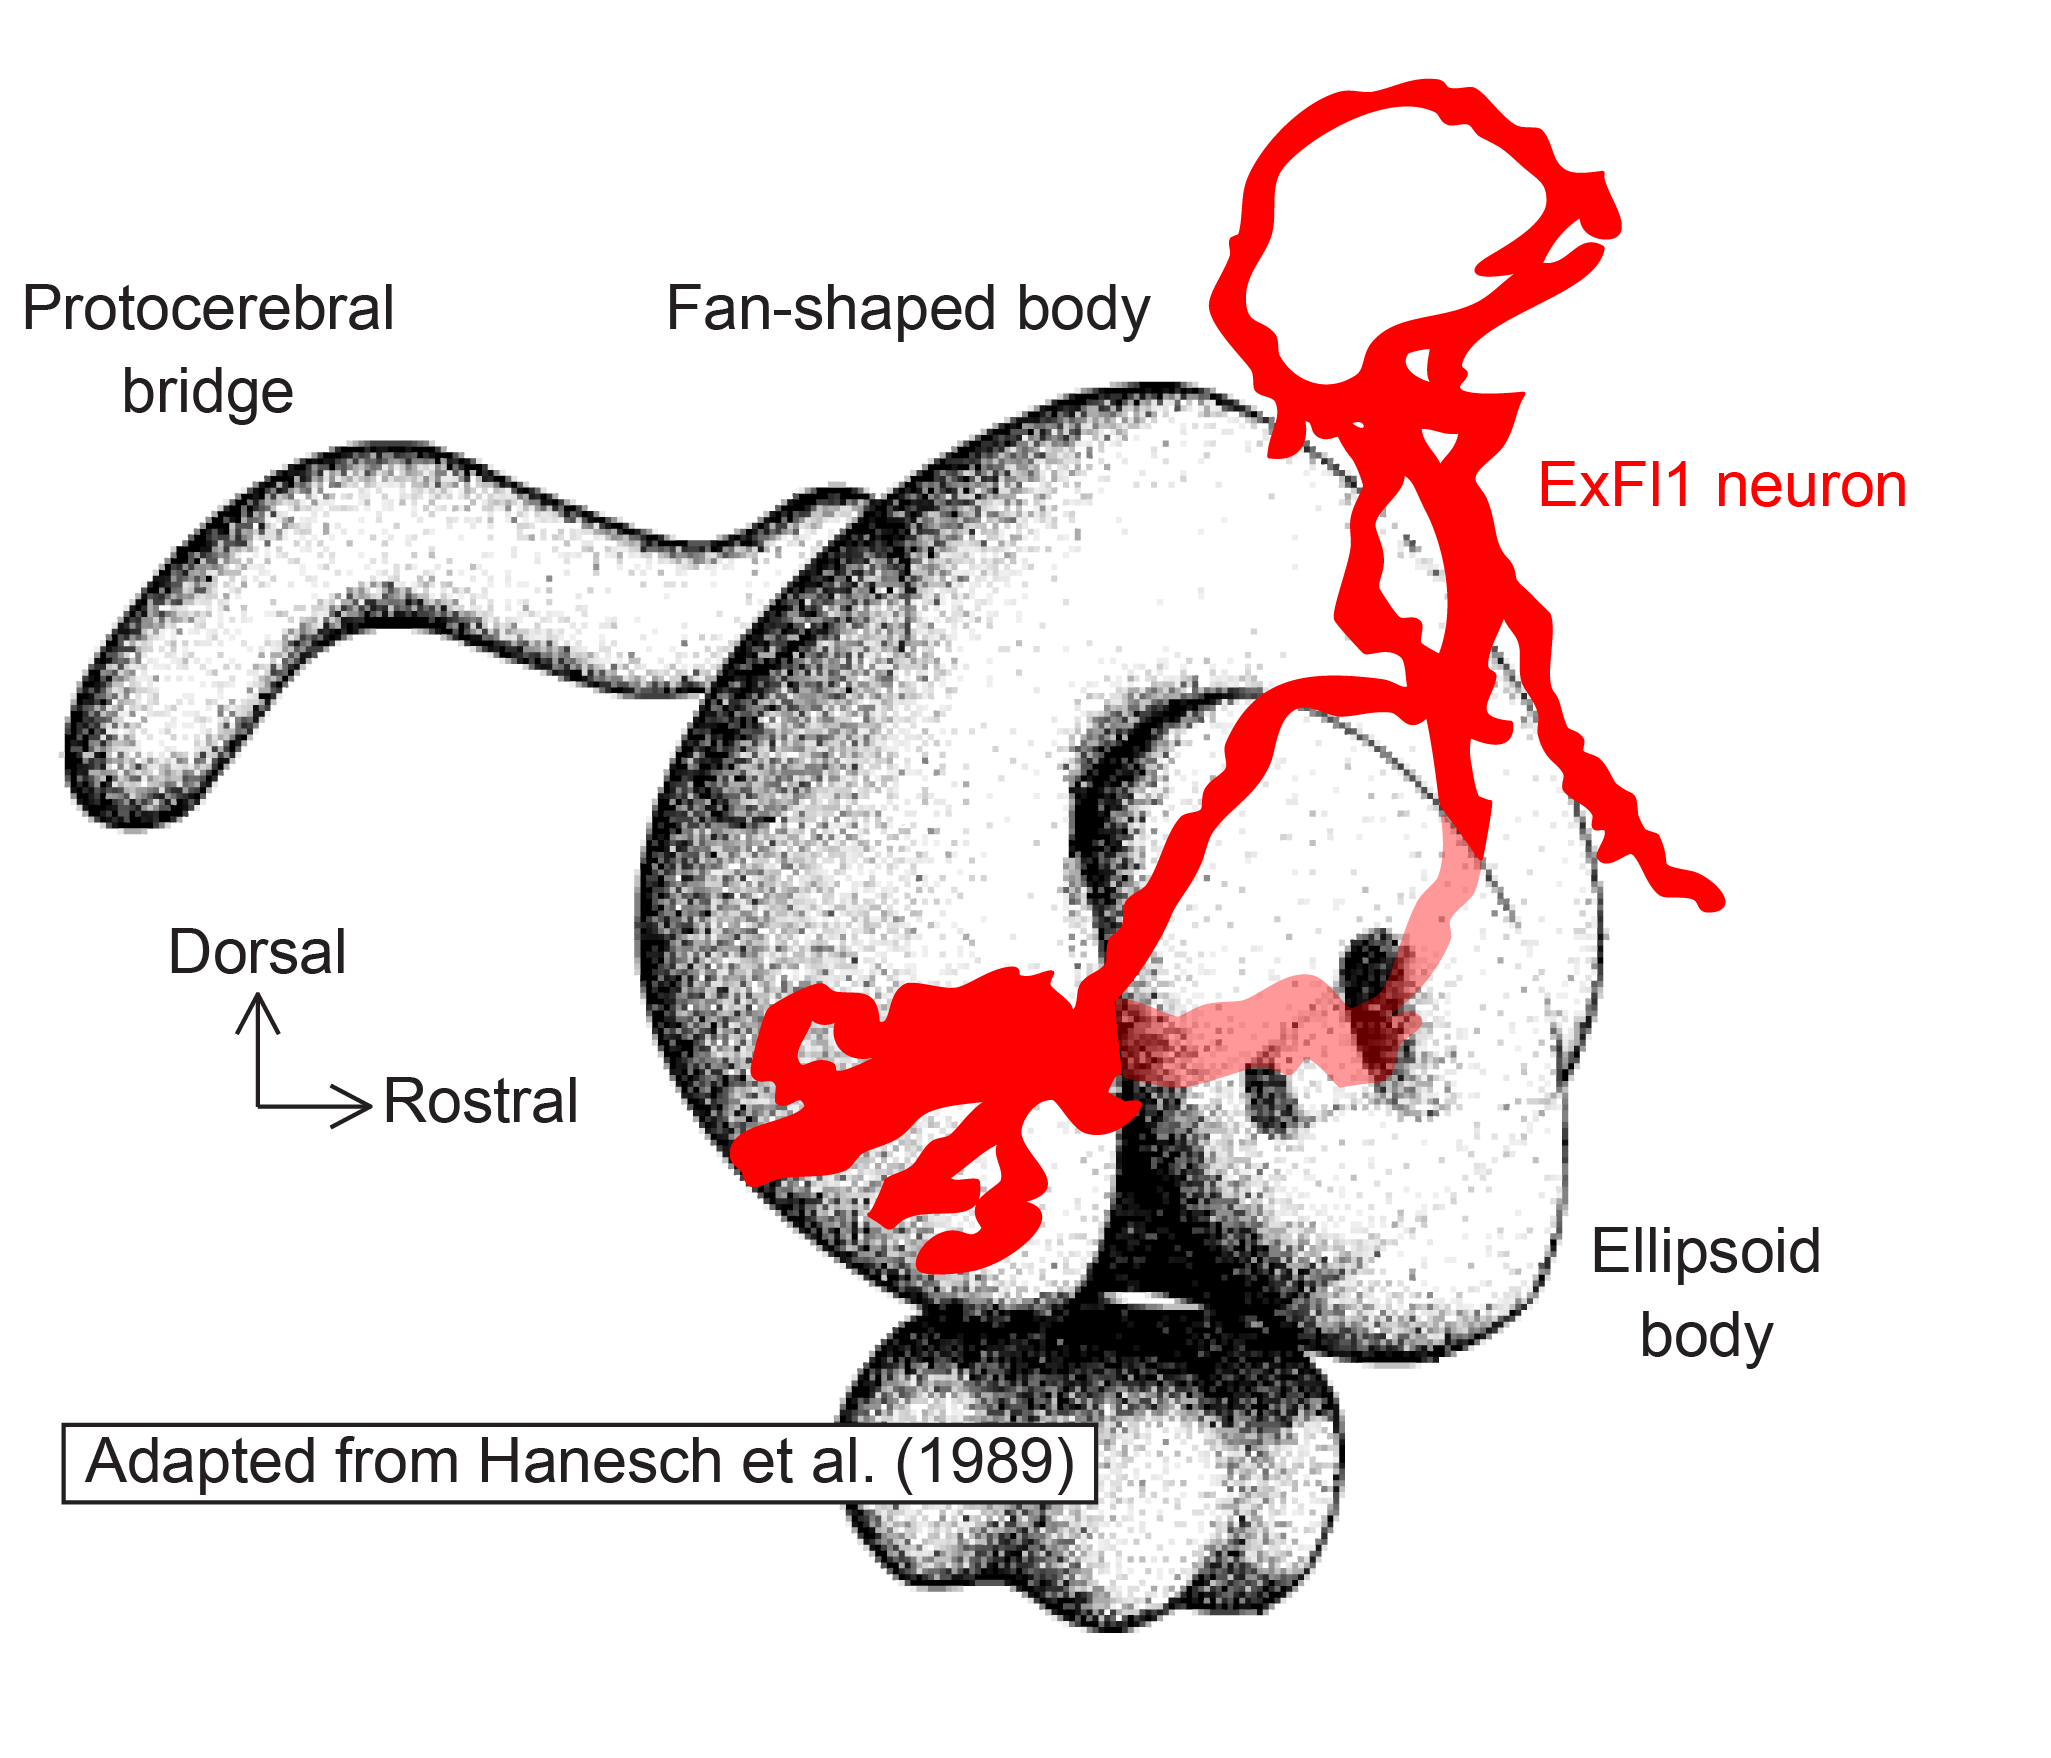 Protocerebral
bridge
Fan-shaped body
ExFl1 neuron
Dorsal
Rostral
Ellipsoid
body
Adapted from Hanesch et al. (1989)